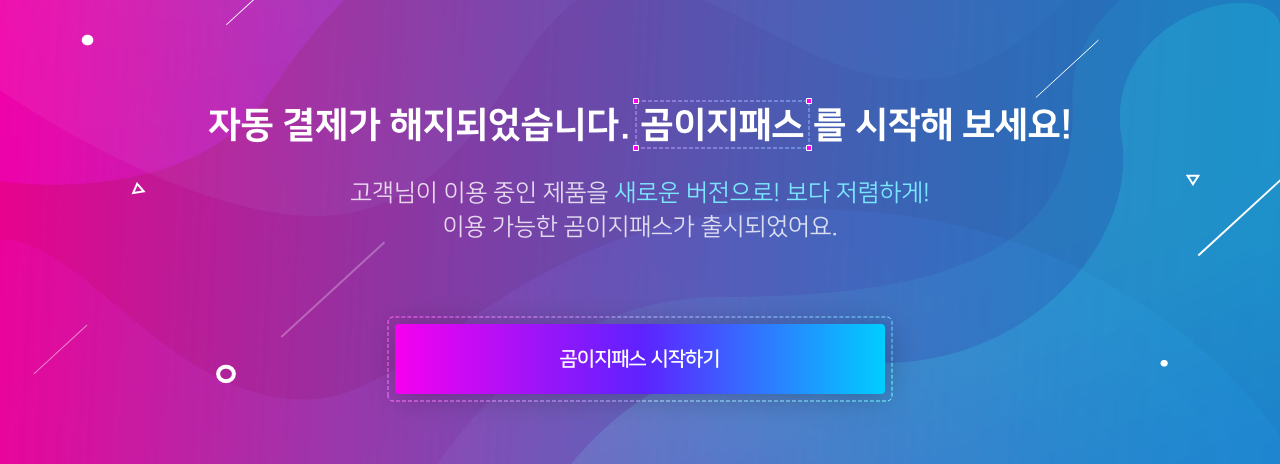 자동 결제가 해지되었습니다. 곰이지패스 를 시작해 보세요!
고객님이 이용 중인 제품을 새로운 버전으로! 보다 저렴하게!
이용 가능한 곰이지패스가 출시되었어요.
곰이지패스 시작하기